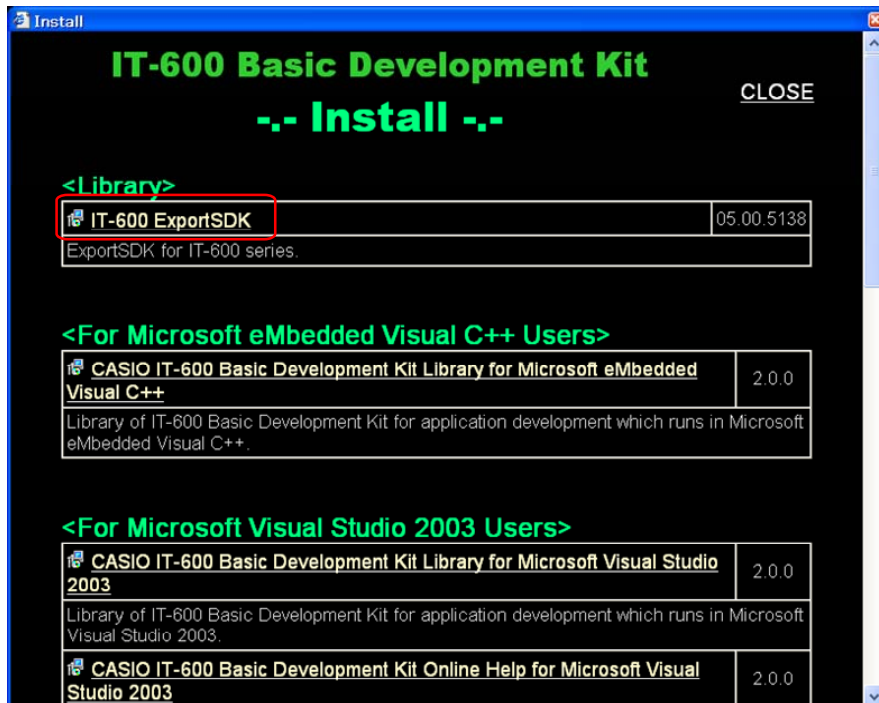 Install
IT-600 Basic Development Kit
CLOSE
-.- Install -.-
<Library>
IT-600 ExportSDK
05.00.5138
ExportSDK for IT-600 series.
<For Microsoft eMbedded Visual C++ Users>
CASIO IT-600 Basic Development Kit Library for Microsoft eMbedded
Visual C++
2.0.0
Library of IT-600 Basic Development Kit for application development which runs in Microsoft
eMbedded Visual C++.
<For Microsoft Visual Studio 2003 Users>
CASIO IT-600 Basic Development Kit Library for Microsoft Visual Studio
2003
2.0.0
Library of IT-600 Basic Development Kit for application development which runs in Microsoft
Visual Studio 2003.
CASIO IT-600 Basic Development Kit Online Help for Microsoft Visual
Studio 2003
2.0.0